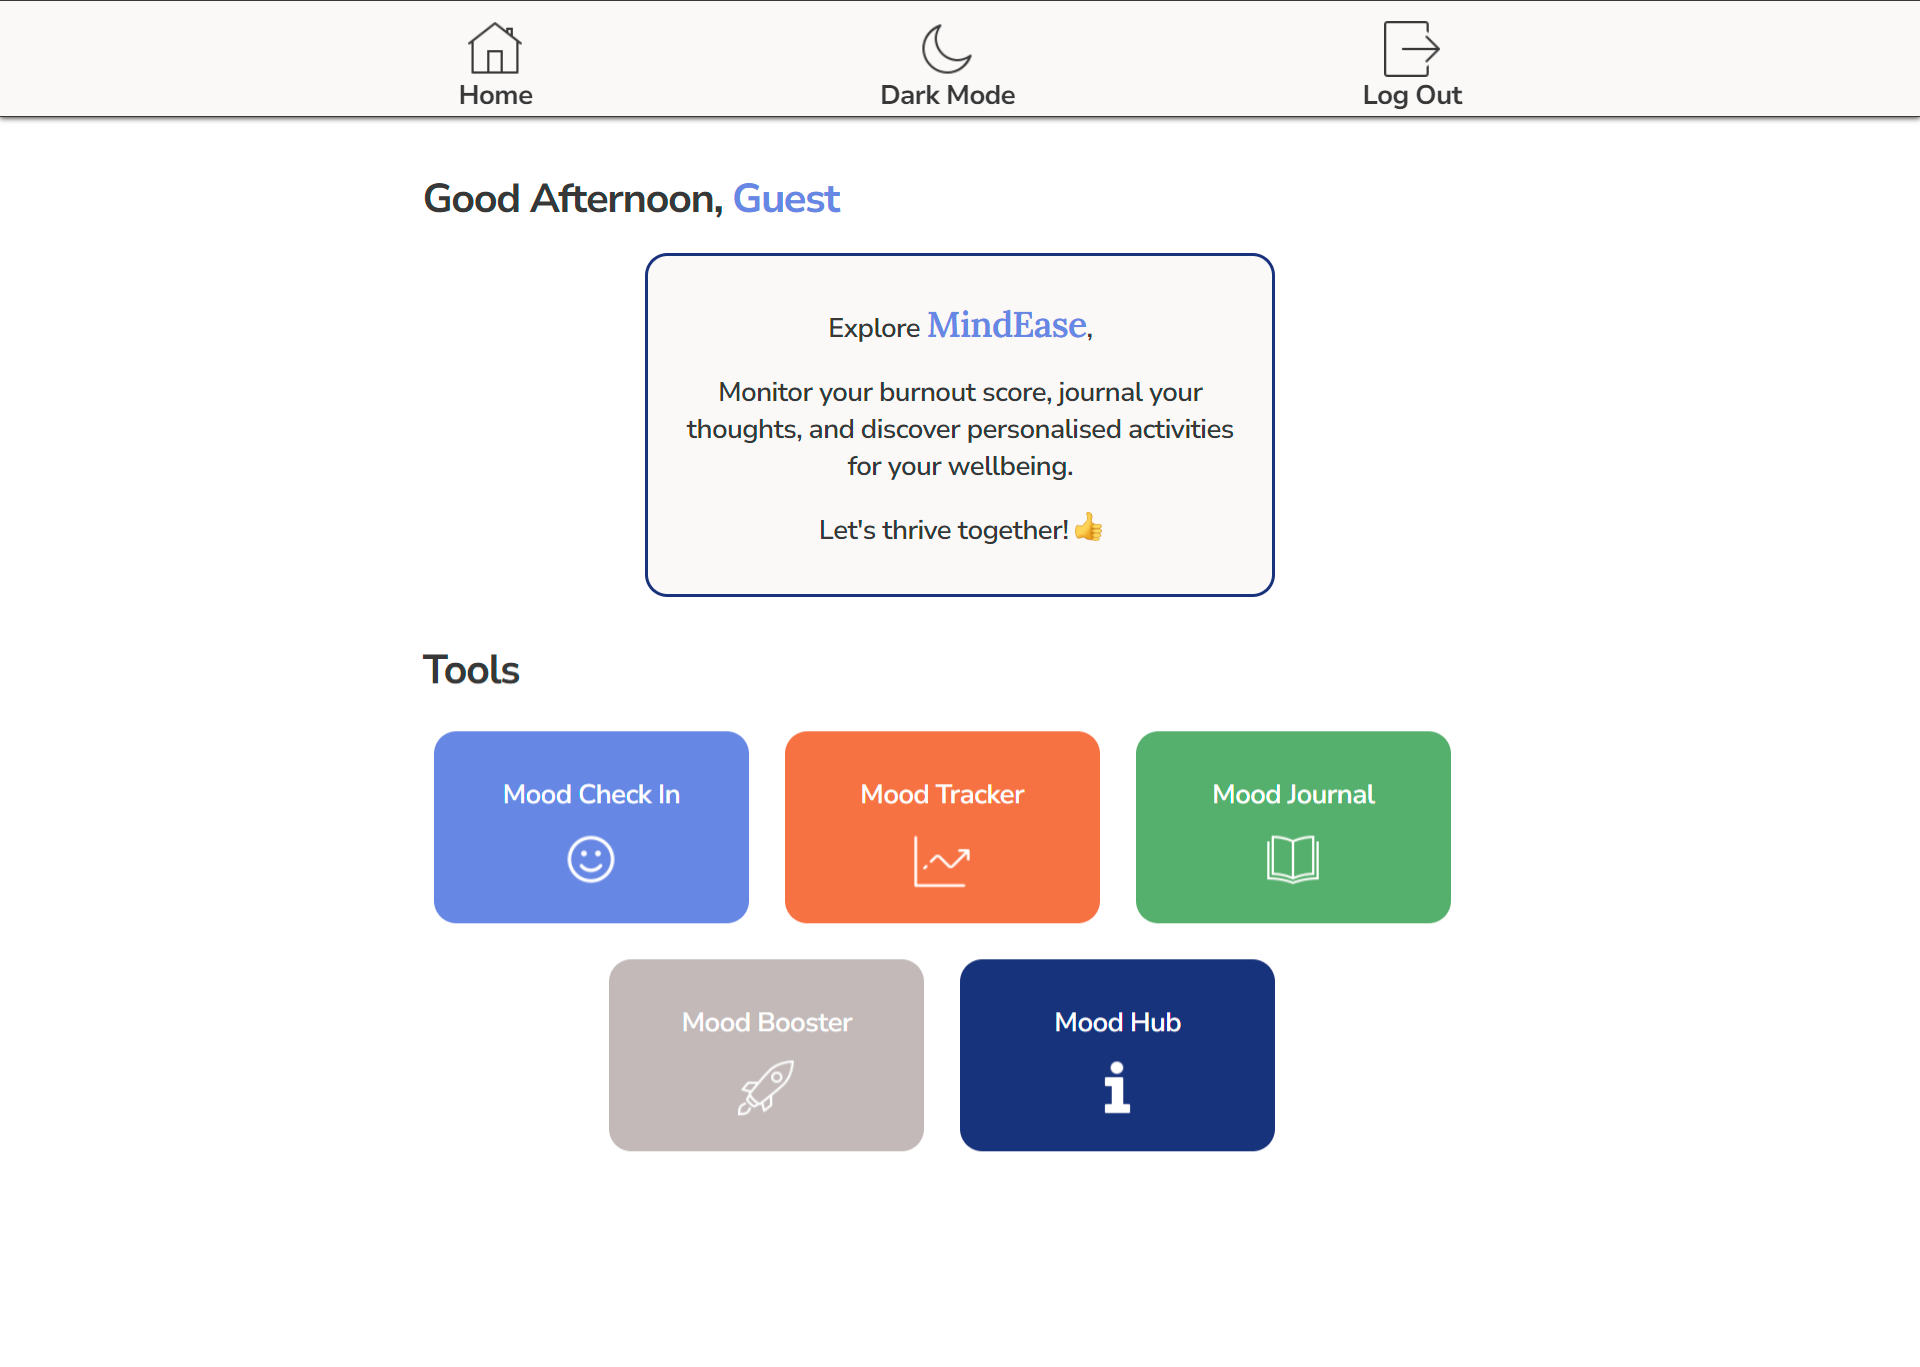 Home
Dark Mode
Log Out
Good Afternoon, Guest
Explore MindEase,
Monitor your burnout score, journal your
thoughts, and discover personalised activities
for your wellbeing.
Let's thrive together! 👍
Tools
Mood Check In
Mood Tracker
Mood Journal
Mood Booster
Mood Hub